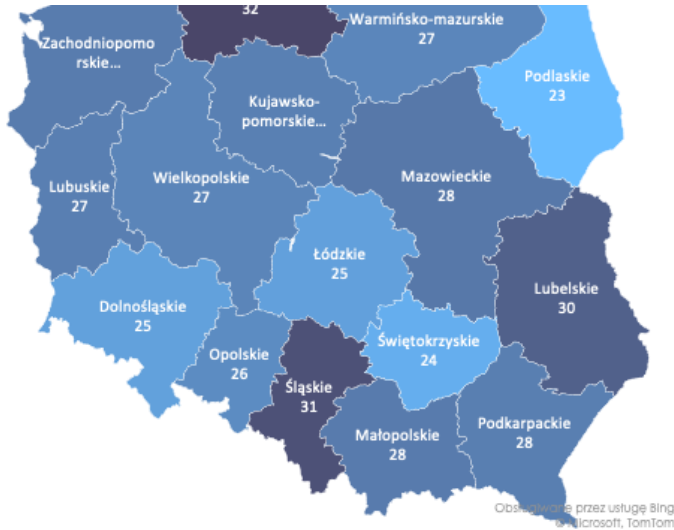 32
Warmińsko-mazurskie
27
Zachodniopomo
rskie...
Podlaskie
23
Kujawsko-
pomorskie...
Mazowieckie
28
Wielkopolskie
27
Lubuskie
27
Łódzkie
25
Lubelskie
30
Dolnośląskie
25
Świętokrzyskie
24
Opolskie
26
Śląskie
31
Podkarpackie
28
Małopolskie
28
Obsługiwane przez usługę Bing
© Microsoft, TomTom